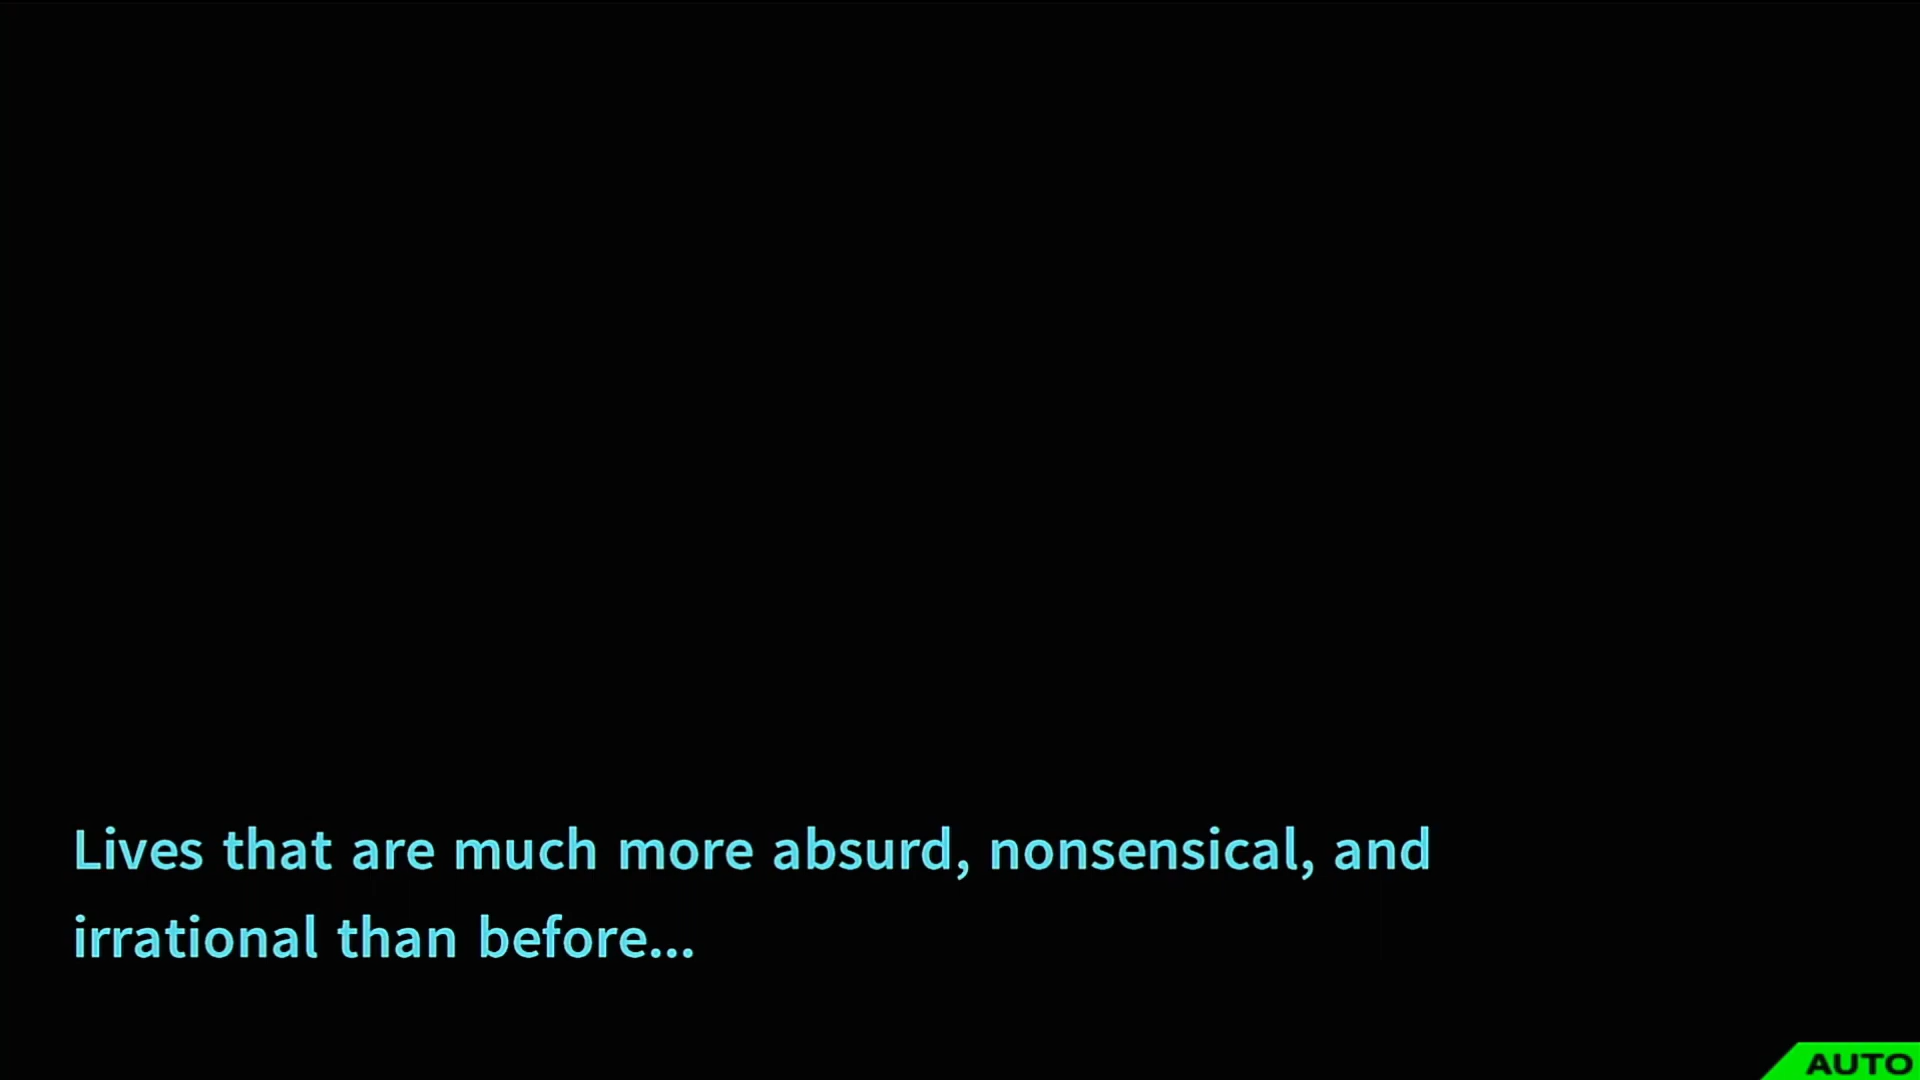 Lives that are much more absurd, nonsensical, and
irrational than before...
AUTO